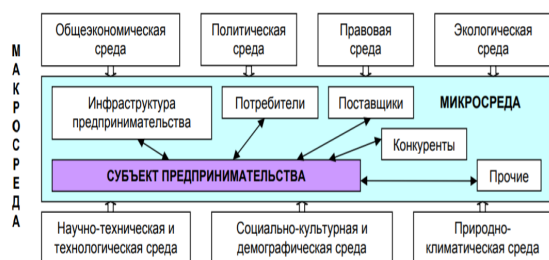 МАКРОСРЕДА
Общеэкономическая
среда
Политическая
среда
Правовая
среда
Экологическая
среда
МИКРОСРЕДА
Инфраструктура
предпринимательства
Потребители
Поставщики
Конкуренты
СУБЪЕКТ ПРЕДПРИНИМАТЕЛЬСТВА
Прочие
Научно-техническая и
технологическая среда
Социально-культурная и
демографическая среда
Природно-
климатическая среда